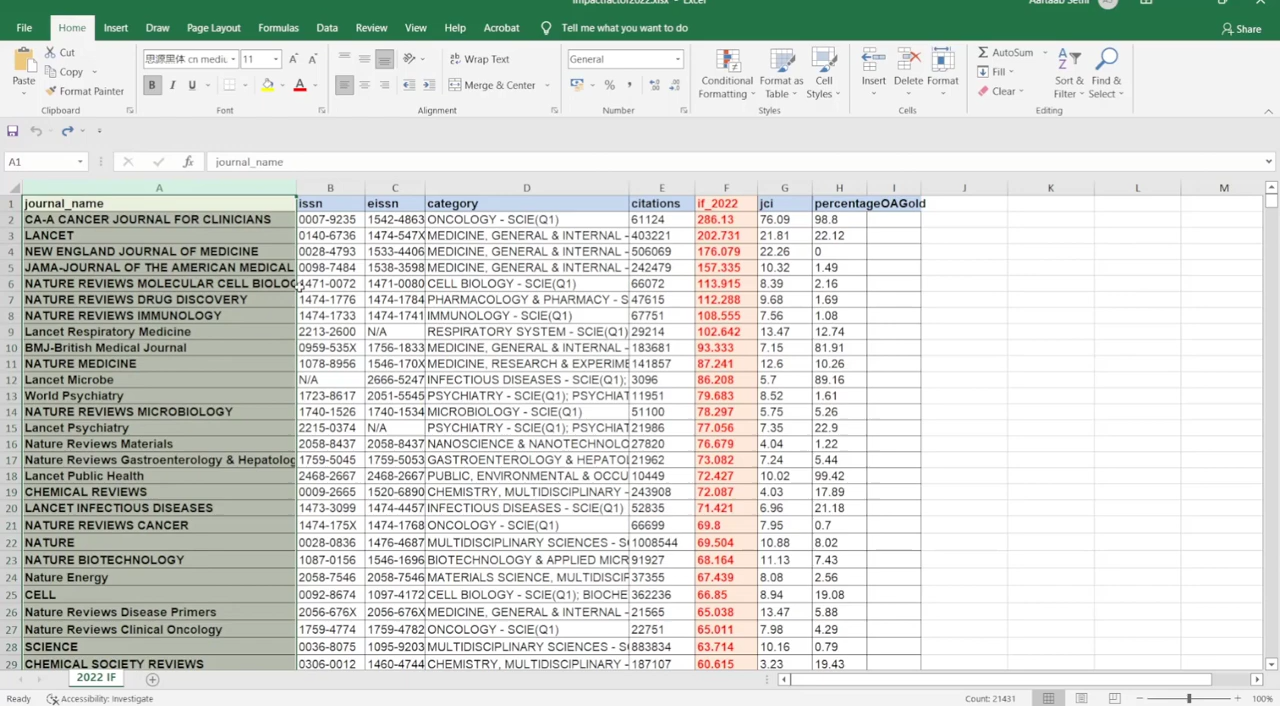 impactfactor2022.xlsx - Excel
Aartaab Sethi
File Home Insert Draw Page Layout Formulas Data Review View Help Acrobat Tell me what you want to do Share
Cut
Copy
Format Painter
Paste
Clipboard
11
B I U A
Font
Wrap Text
Merge & Center
Alignment
General
%
Number
Conditional Formatting
Format as Table
Cell Styles
Styles
Insert Delete Format
Cells
AutoSum
Fill
Clear
Sort & Filter
Find & Select
Editing
A1 fx journal_name
A B C D E F G H I J K L M
1 journal_name issn eissn category citations if_2022 jci percentageOAGold
2 CA-A CANCER JOURNAL FOR CLINICIANS 0007-9235 1542-4863 ONCOLOGY - SCIE(Q1) 61124 286.13 76.09 98.8
3 LANCET 0140-6736 1474-547X MEDICINE, GENERAL & INTERNAL - 403221 202.731 21.81 22.12
4 NEW ENGLAND JOURNAL OF MEDICINE 0028-4793 1533-4406 MEDICINE, GENERAL & INTERNAL - 506069 176.079 22.26 0
5 JAMA-JOURNAL OF THE AMERICAN MEDICAL 0098-7484 1538-3598 MEDICINE, GENERAL & INTERNAL - 242479 157.335 10.32 1.49
6 NATURE REVIEWS MOLECULAR CELL BIOLOG 1471-0072 1471-0080 CELL BIOLOGY - SCIE(Q1) 66072 113.915 8.39 2.16
7 NATURE REVIEWS DRUG DISCOVERY 1474-1776 1474-1784 PHARMACOLOGY & PHARMACY - S 47615 112.288 9.68 1.69
8 NATURE REVIEWS IMMUNOLOGY 1474-1733 1474-1741 IMMUNOLOGY - SCIE(Q1) 67751 108.555 7.56 1.08
9 Lancet Respiratory Medicine 2213-2600 N/A RESPIRATORY SYSTEM - SCIE(Q1) 29214 102.642 13.47 12.74
10 BMJ-British Medical Journal 0959-535X 1756-1833 MEDICINE, GENERAL & INTERNAL - 183681 93.333 7.15 81.91
11 NATURE MEDICINE 1078-8956 1546-170X MEDICINE, RESEARCH & EXPERIME 141857 87.241 12.6 10.26
12 Lancet Microbe N/A 2666-5247 INFECTIOUS DISEASES - SCIE(Q1); 3096 86.208 5.7 89.16
13 World Psychiatry 1723-8617 2051-5545 PSYCHIATRY - SCIE(Q1); PSYCHIAT 11951 79.683 8.52 1.61
14 NATURE REVIEWS MICROBIOLOGY 1740-1526 1740-1534 MICROBIOLOGY - SCIE(Q1) 51100 78.297 5.75 5.26
15 Lancet Psychiatry 2215-0374 N/A PSYCHIATRY - SCIE(Q1); PSYCHIAT 21986 77.056 7.35 22.9
16 Nature Reviews Materials 2058-8437 2058-8437 NANOSCIENCE & NANOTECHNOLO 27820 76.679 4.04 1.22
17 Nature Reviews Gastroenterology & Hepatolog 1759-5045 1759-5053 GASTROENTEROLOGY & HEPATOL 21962 73.082 7.24 5.44
18 Lancet Public Health 2468-2667 2468-2667 PUBLIC, ENVIRONMENTAL & OCCU 10449 72.427 10.02 99.42
19 CHEMICAL REVIEWS 0009-2665 1520-6890 CHEMISTRY, MULTIDISCIPLINARY - 243908 72.087 4.03 17.89
20 LANCET INFECTIOUS DISEASES 1473-3099 1474-4457 INFECTIOUS DISEASES - SCIE(Q1) 52835 71.421 6.96 21.18
21 NATURE REVIEWS CANCER 1474-175X 1474-1768 ONCOLOGY - SCIE(Q1) 66699 69.8 7.95 0.7
22 NATURE 0028-0836 1476-4687 MULTIDISCIPLINARY SCIENCES - S 1008544 69.504 10.88 8.02
23 NATURE BIOTECHNOLOGY 1087-0156 1546-1696 BIOTECHNOLOGY & APPLIED MICR 91927 68.164 11.13 7.43
24 Nature Energy 2058-7546 2058-7546 MATERIALS SCIENCE, MULTIDISCIF 37355 67.439 8.08 2.56
25 CELL 0092-8674 1097-4172 CELL BIOLOGY - SCIE(Q1); BIOCHE 362236 66.85 8.94 19.08
26 Nature Reviews Disease Primers 2056-676X 2056-676X MEDICINE, GENERAL & INTERNAL - 21565 65.038 13.47 5.88
27 Nature Reviews Clinical Oncology 1759-4774 1759-4782 ONCOLOGY - SCIE(Q1) 22751 65.011 7.98 4.29
28 SCIENCE 0036-8075 1095-9203 MULTIDISCIPLINARY SCIENCES - S 883834 63.714 10.16 0.79
29 CHEMICAL SOCIETY REVIEWS 0306-0012 1460-4744 CHEMISTRY, MULTIDISCIPLINARY - 187107 60.615 3.23 19.43
2022 IF
Ready Accessibility: Investigate Count: 21431 100%